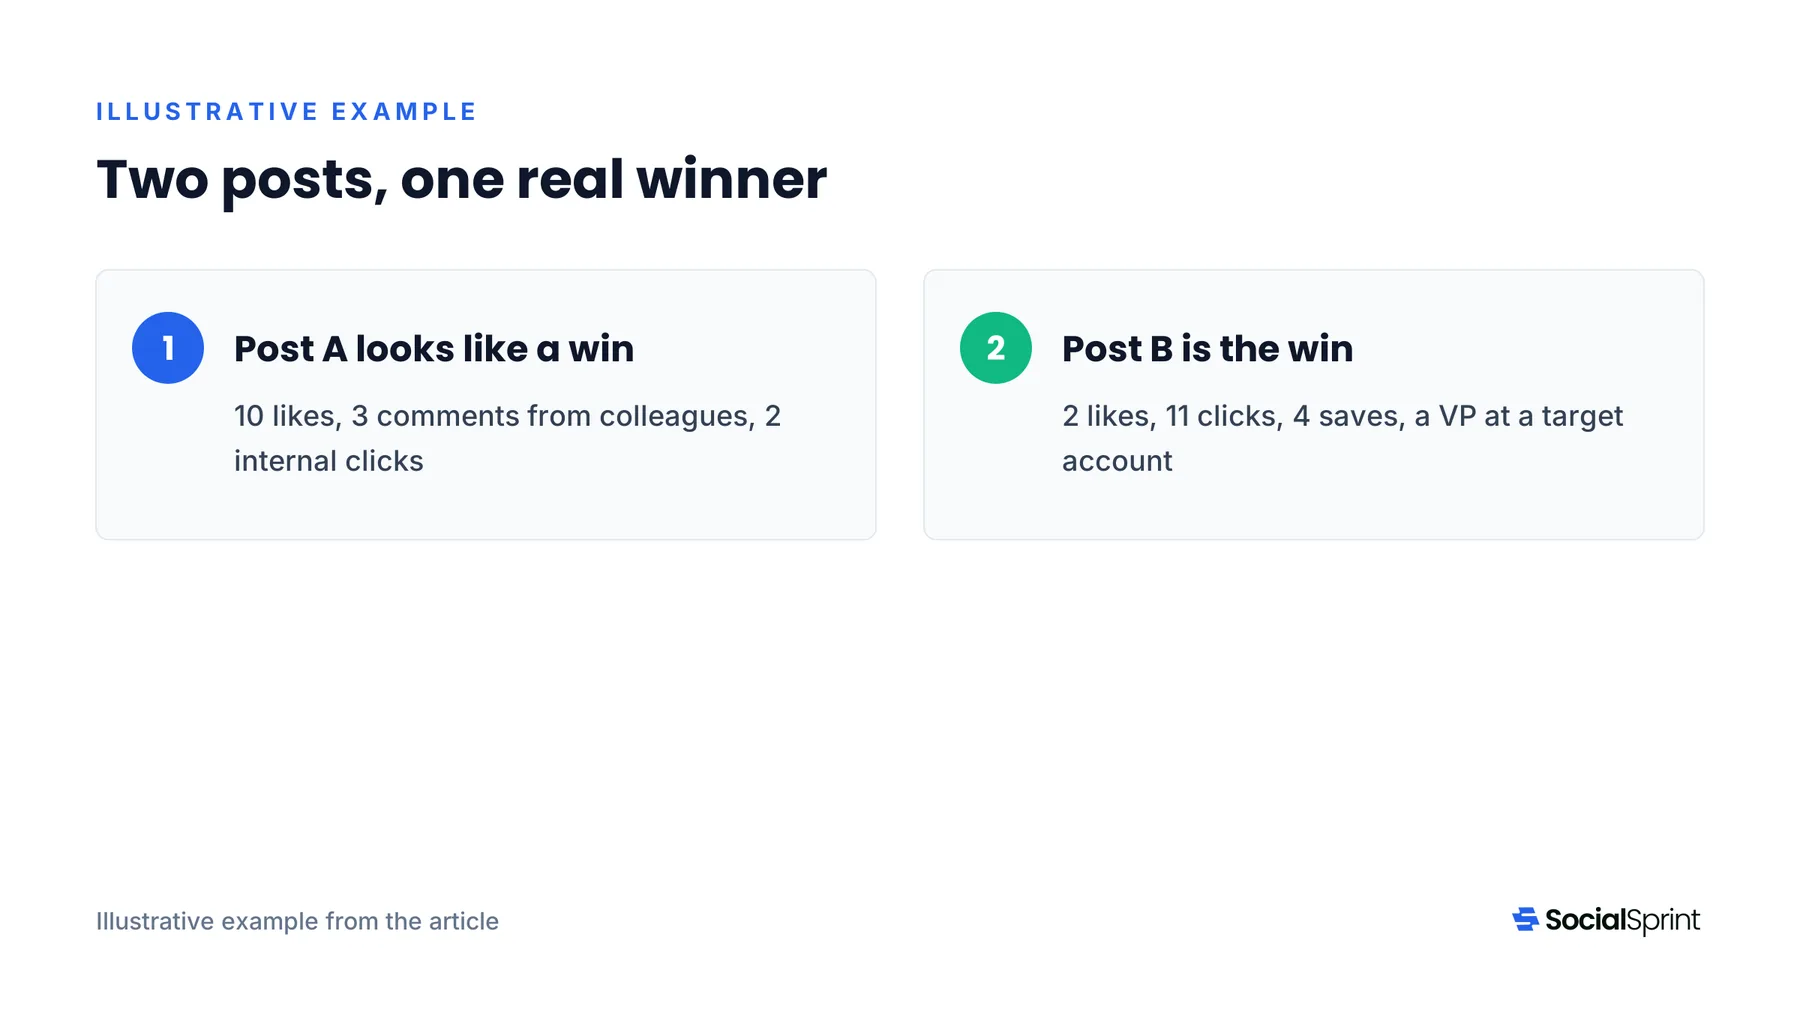 ILLUSTRATIVE EXAMPLE
Two posts, one real winner
1
Post A looks like a win
10 likes, 3 comments from colleagues, 2
internal clicks
2
Post B is the win
2 likes, 11 clicks, 4 saves, a VP at a target
account
Illustrative example from the article
SocialSprint